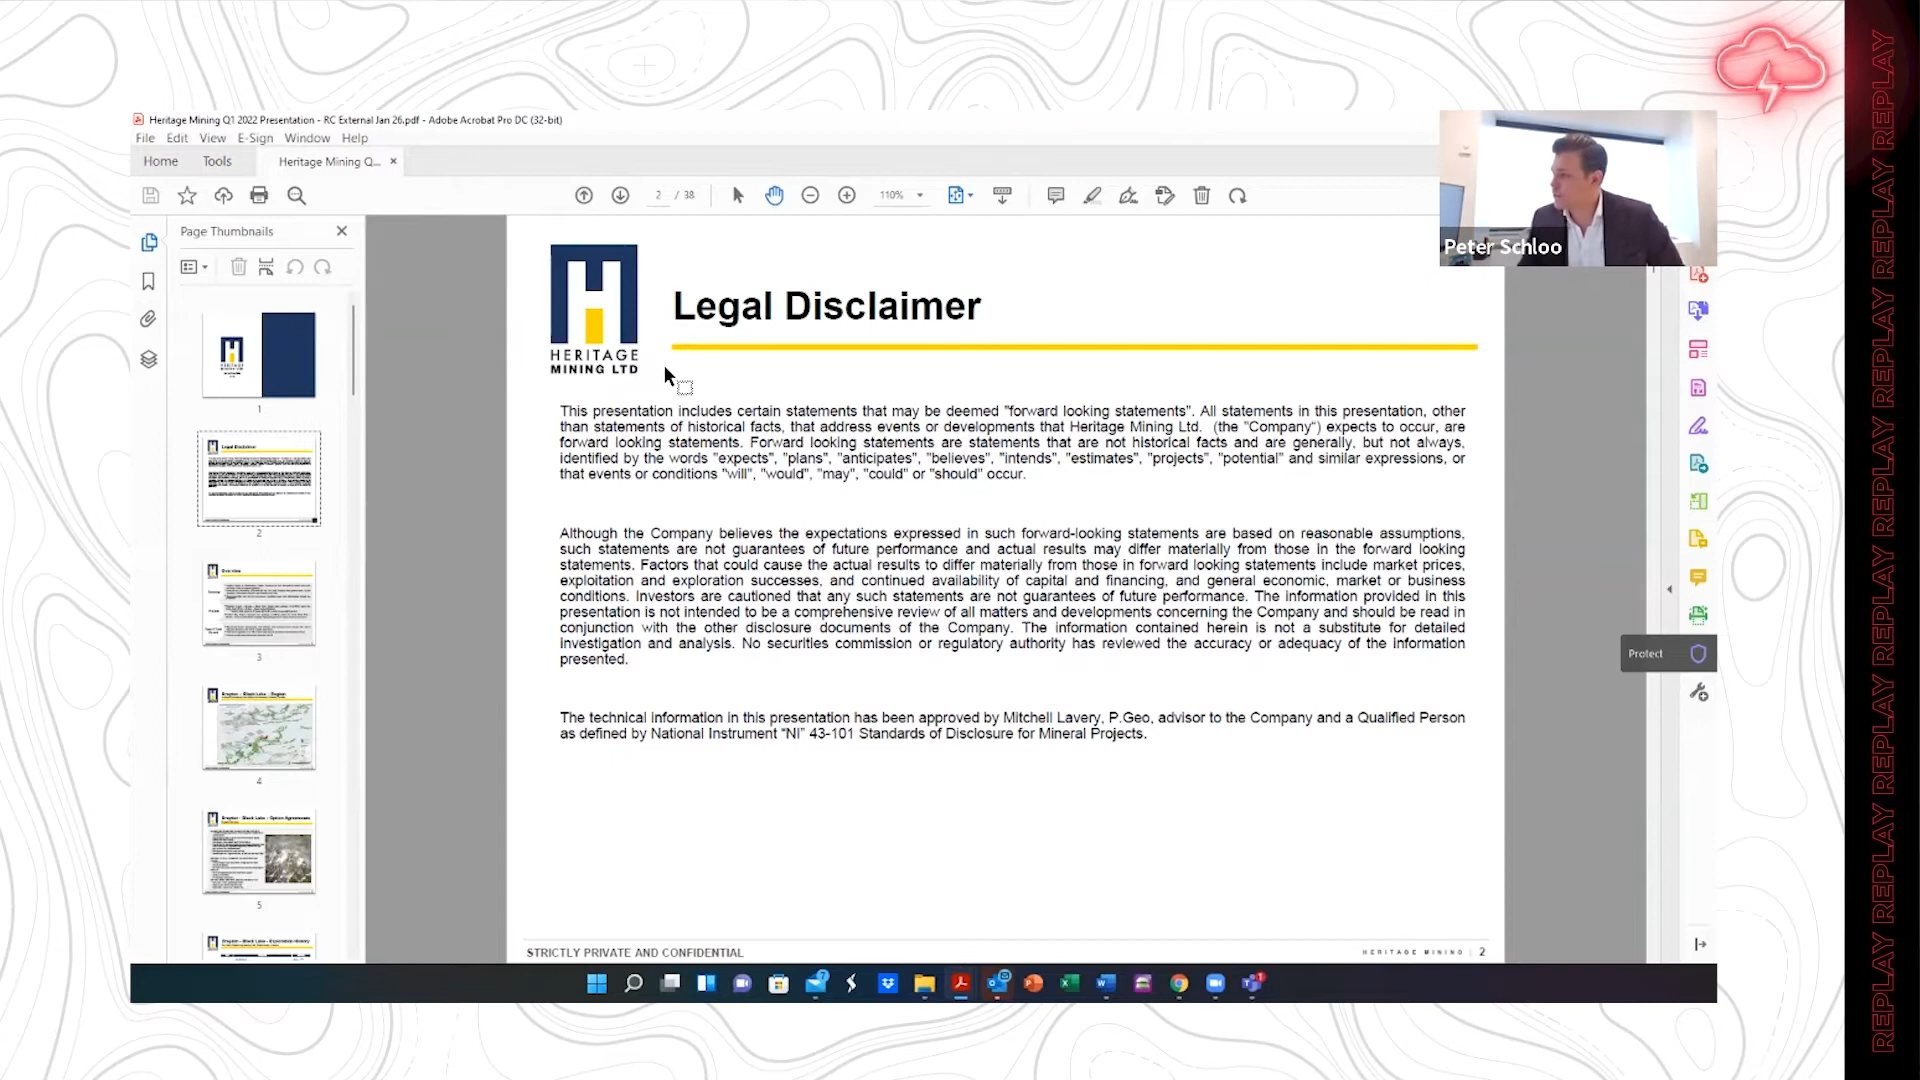 Heritage Mining Q1 2022 Presentation - RC External Jan 26.pdf - Adobe Acrobat Pro DC (32-bit)
File Edit View E-Sign Window Help
Home Tools Heritage Mining Q... ×
2 / 38 110%
Page Thumbnails
Peter Schloo
HERITAGE
MINING LTD
Legal Disclaimer
This presentation includes certain statements that may be deemed "forward looking statements". All statements in this presentation, other
than statements of historical facts, that address events or developments that Heritage Mining Ltd. (the "Company") expects to occur, are
forward looking statements. Forward looking statements are statements that are not historical facts and are generally, but not always,
identified by the words "expects", "plans", "anticipates", "believes", "intends", "estimates", "projects", "potential" and similar expressions, or
that events or conditions "will", "would", "may", "could" or "should" occur.
Although the Company believes the expectations expressed in such forward-looking statements are based on reasonable assumptions,
such statements are not guarantees of future performance and actual results may differ materially from those in the forward looking
statements. Factors that could cause the actual results to differ materially from those in forward looking statements include market prices,
exploitation and exploration successes, and continued availability of capital and financing, and general economic, market or business
conditions. Investors are cautioned that any such statements are not guarantees of future performance. The information provided in this
presentation is not intended to be a comprehensive review of all matters and developments concerning the Company and should be read in
conjunction with the other disclosure documents of the Company. The information contained herein is not a substitute for detailed
investigation and analysis. No securities commission or regulatory authority has reviewed the accuracy or adequacy of the information
presented.
The technical information in this presentation has been approved by Mitchell Lavery, P.Geo, advisor to the Company and a Qualified Person
as defined by National Instrument "NI" 43-101 Standards of Disclosure for Mineral Projects.
STRICTLY PRIVATE AND CONFIDENTIAL
HERITAGE MINING | 2
1
Legal Disclaimer
2
Overview
3
4
5
Protect
REPLAY REPLAY REPLAY REPLAY REPLAY REPLAY REPLAY REPLAY REPLAY REPLAY REPLAY